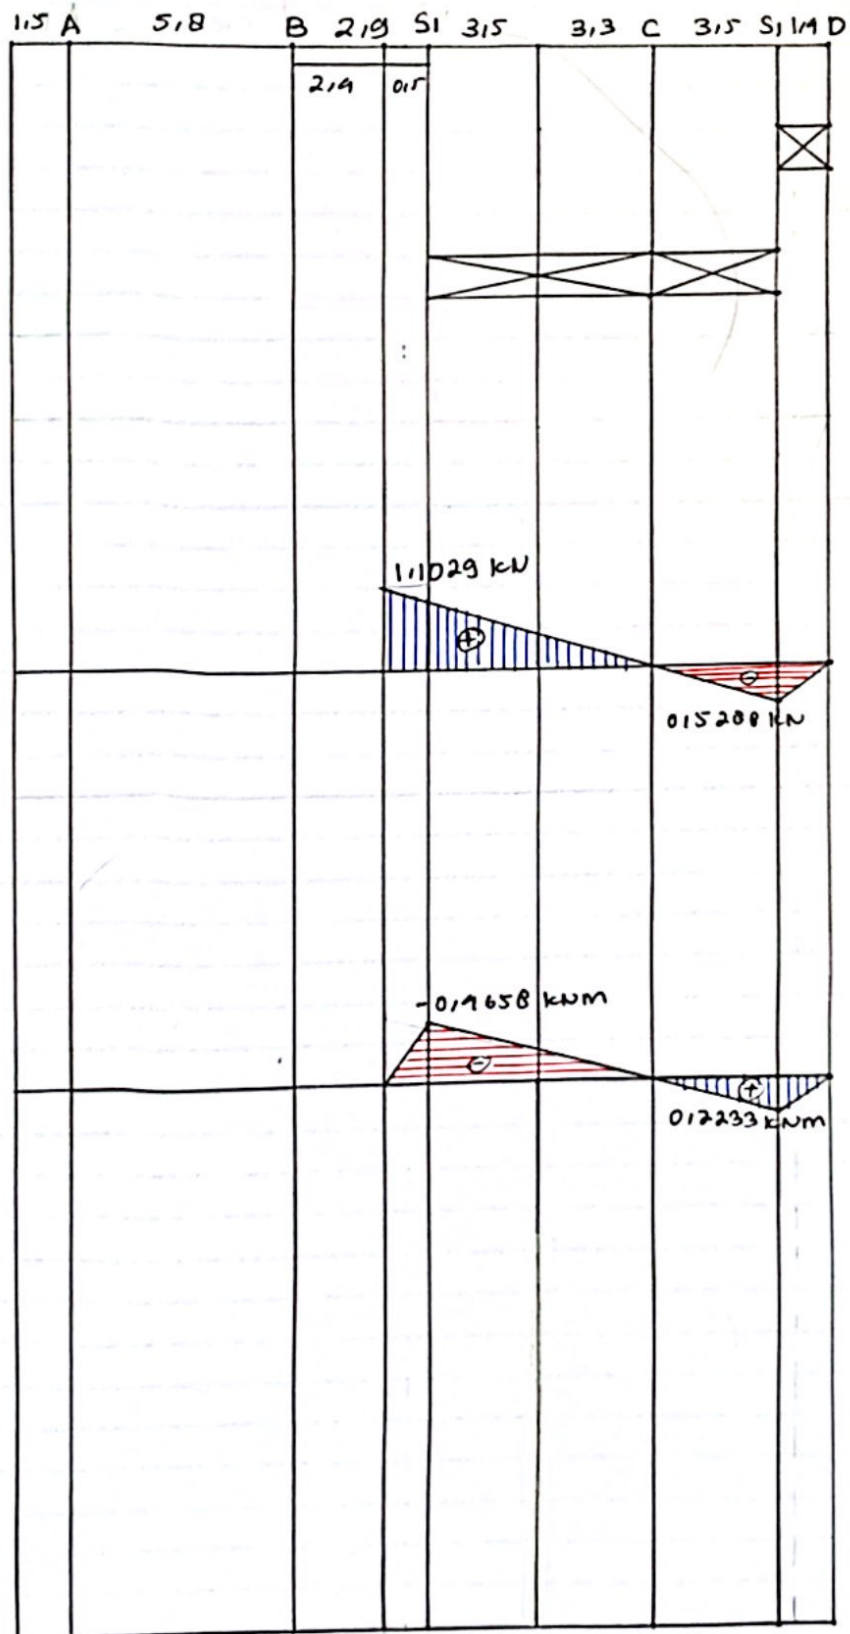 1,5 A 5,8 B 2,9 S1 3,5 3,3 C 3,5 S1 1,4 D
2,4 0,5
1,1029 KN
+
-
0,5208 KN
-0,4658 KNm
-
+
0,2233 KNm